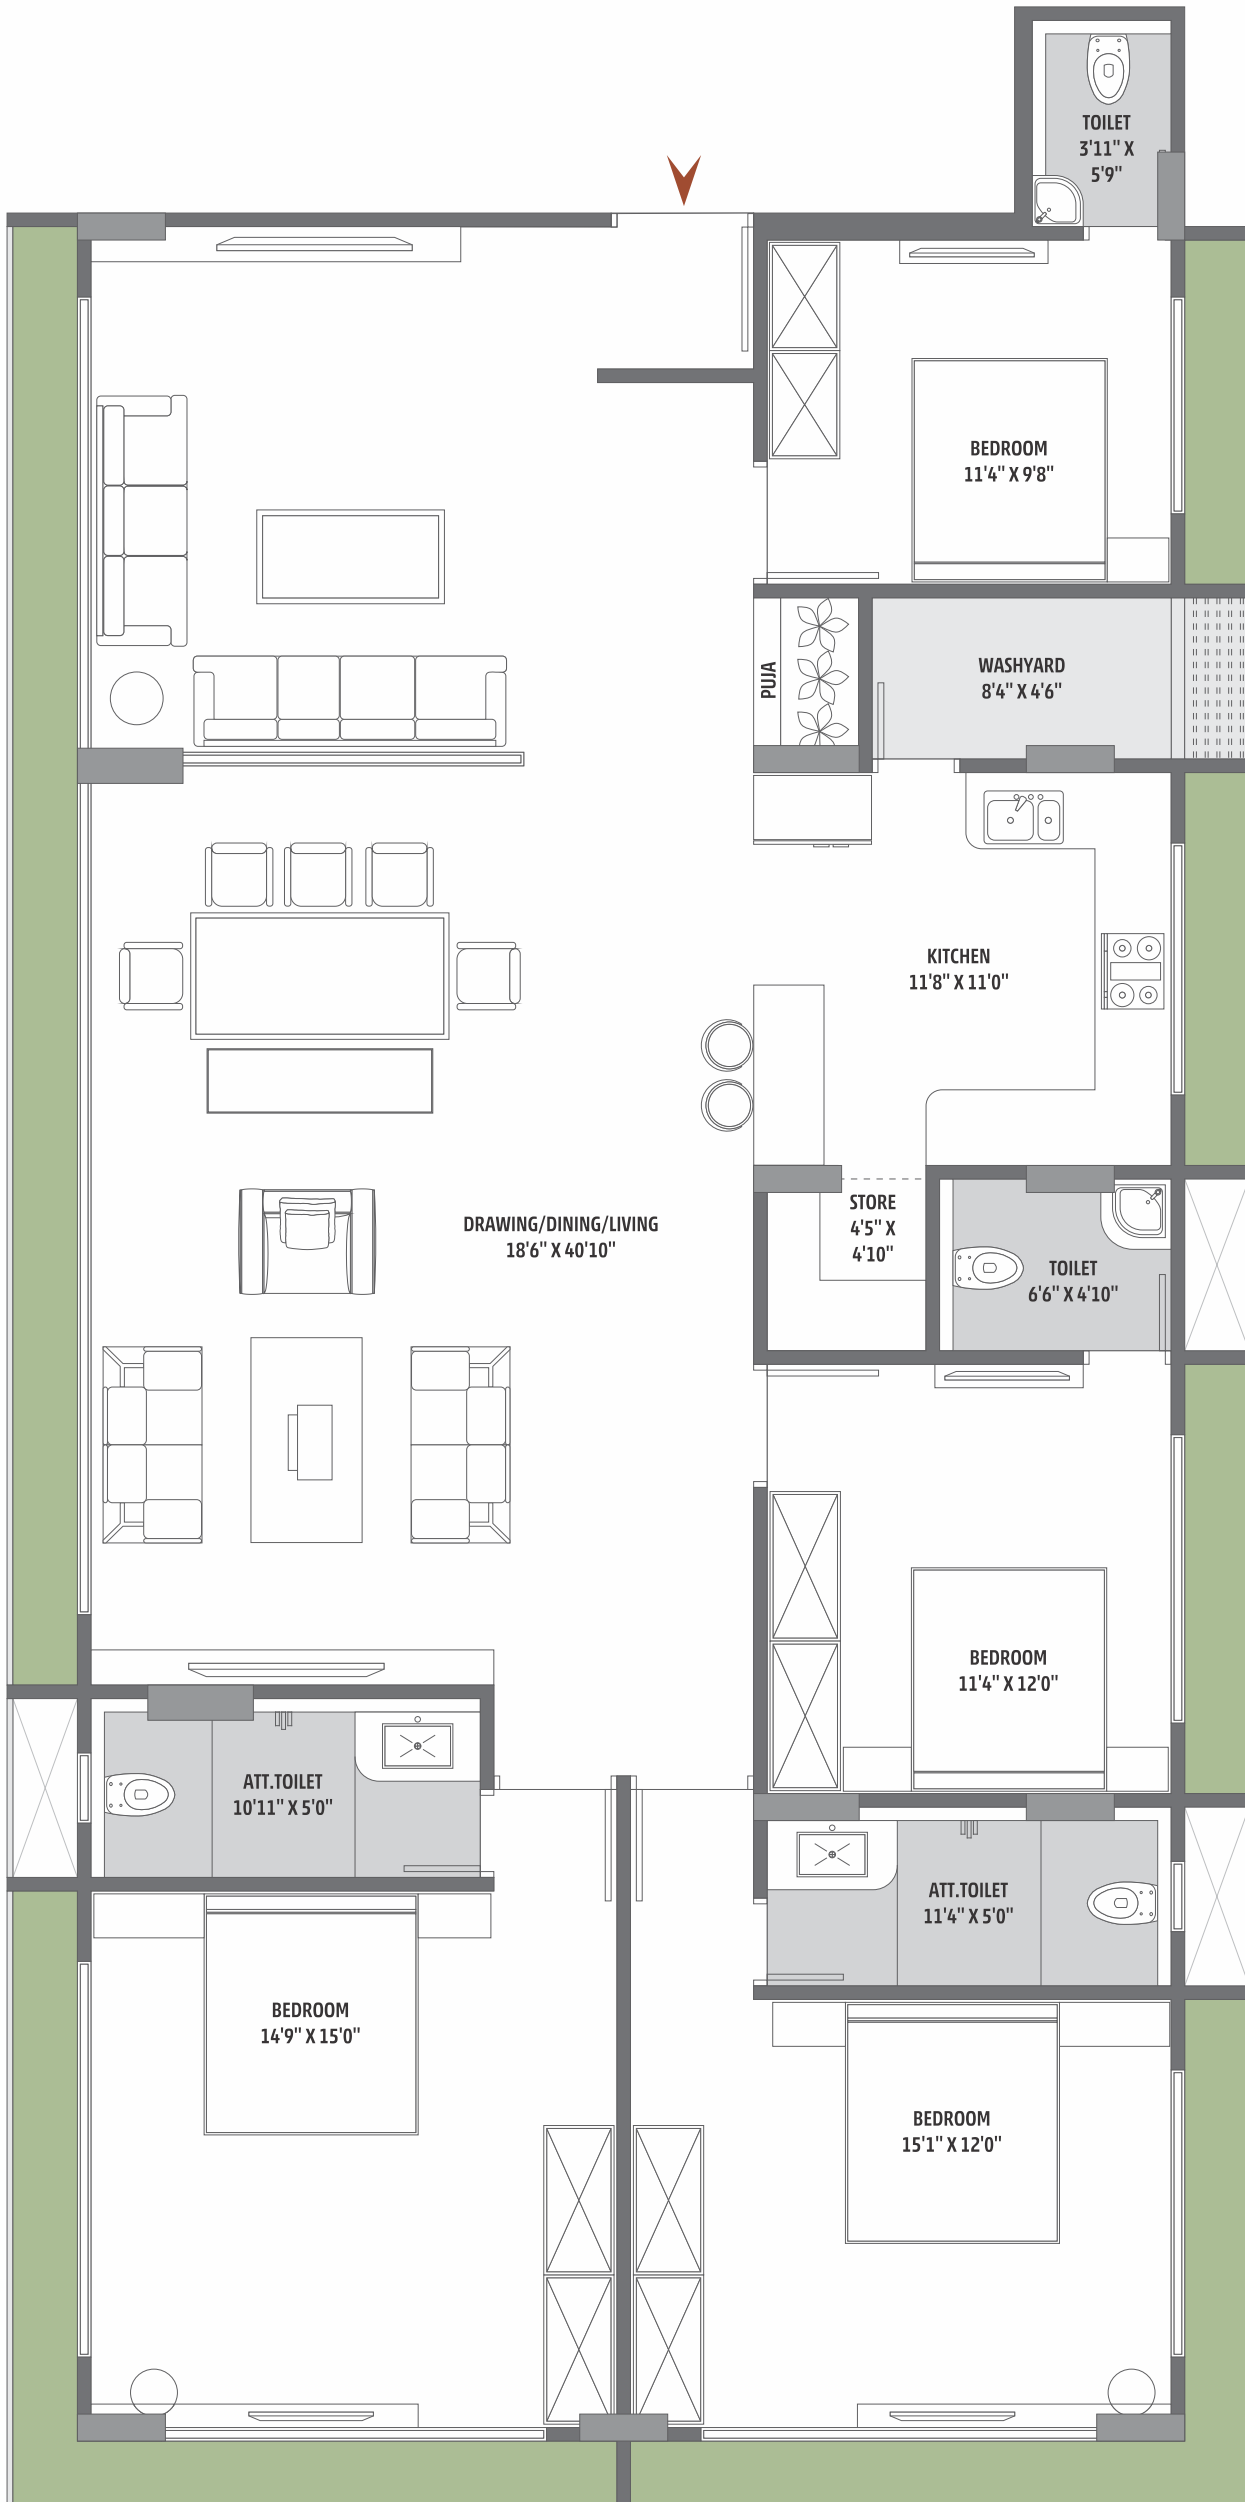 TOILET
3'11" X
5'9"
BEDROOM
11'4" X 9'8"
PUJA
WASHYARD
8'4" X 4'6"
KITCHEN
11'8" X 11'0"
STORE
4'5" X
4'10"
DRAWING/DINING/LIVING
18'6" X 40'10"
TOILET
6'6" X 4'10"
BEDROOM
11'4" X 12'0"
ATT.TOILET
10'11" X 5'0"
ATT.TOILET
11'4" X 5'0"
BEDROOM
14'9" X 15'0"
BEDROOM
15'1" X 12'0"